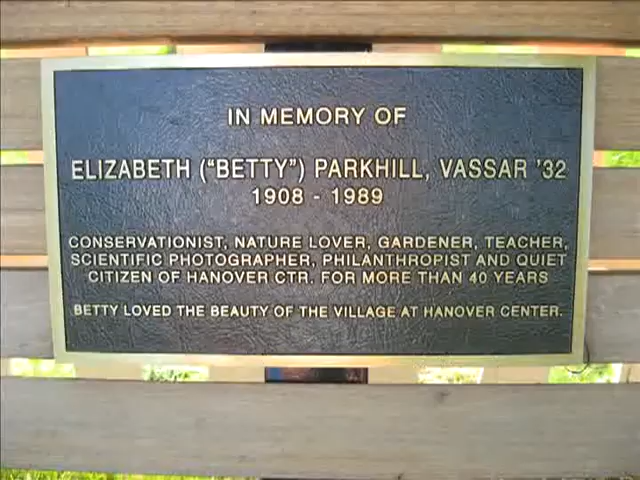 IN MEMORY OF
ELIZABETH ("BETTY") PARKHILL, VASSAR '32
1908 - 1989
CONSERVATIONIST, NATURE LOVER, GARDENER, TEACHER,
SCIENTIFIC PHOTOGRAPHER, PHILANTHROPIST AND QUIET
CITIZEN OF HANOVER CTR. FOR MORE THAN 40 YEARS
BETTY LOVED THE BEAUTY OF THE VILLAGE AT HANOVER CENTER.